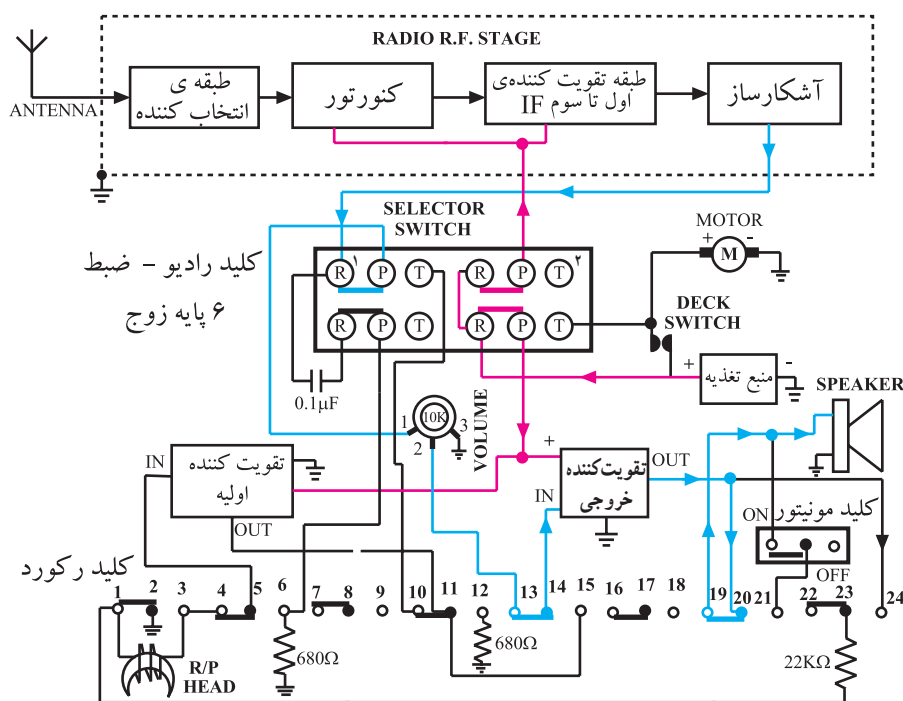 RADIO R.F. STAGE
ANTENNA
طبقه ی
انتخاب کننده
کنورتور
طبقه تقویت کننده‌ی
اول تا سوم IF
آشکارساز
SELECTOR
SWITCH
MOTOR
+ -
M
کلید رادیو - ضبط
۶ پایه زوج
R ۱ P T
R P T ۲
R P T
R P T
DECK
SWITCH
0.1µF
+ -
منبع تغذیه
SPEAKER
10K
1 2 3
VOLUME
IN
تقویت کننده
اولیه
OUT
+
IN
تقویت‌کننده
خروجی
OUT
کلید مونیتور
ON
OFF
کلید رکورد
1 2 3 4 5 6 7 8 9 10 11 12 13 14 15 16 17 18 19 20 21 22 23 24
R/P
HEAD
680Ω
680Ω
22KΩ